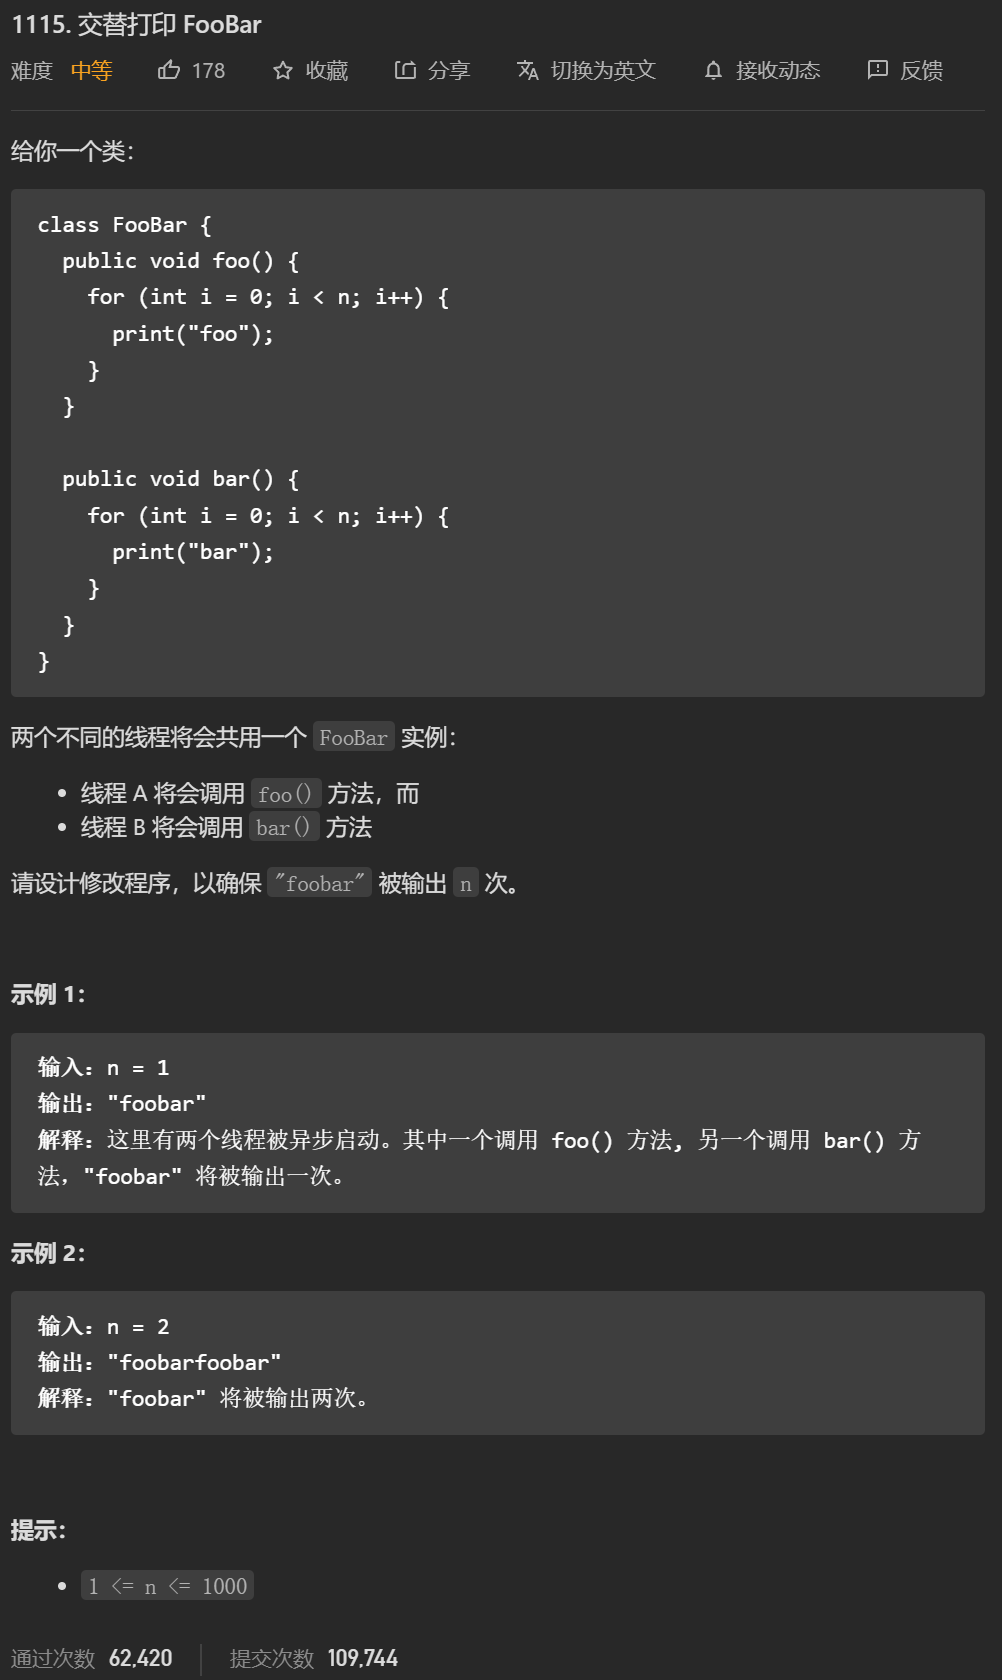 1115. 交替打印 FooBar
难度 中等 178 收藏 分享 切换为英文 接收动态 反馈
给你一个类：
class FooBar {
  public void foo() {
    for (int i = 0; i < n; i++) {
      print("foo");
    }
  }

  public void bar() {
    for (int i = 0; i < n; i++) {
      print("bar");
    }
  }
}
两个不同的线程将会共用一个 FooBar 实例：
• 线程 A 将会调用 foo() 方法，而
• 线程 B 将会调用 bar() 方法
请设计修改程序，以确保 "foobar" 被输出 n 次。
示例 1：
输入：n = 1
输出："foobar"
解释：这里有两个线程被异步启动。其中一个调用 foo() 方法, 另一个调用 bar() 方
法，"foobar" 将被输出一次。
示例 2：
输入：n = 2
输出："foobarfoobar"
解释："foobar" 将被输出两次。
提示：
• 1 <= n <= 1000
通过次数 62,420 提交次数 109,744